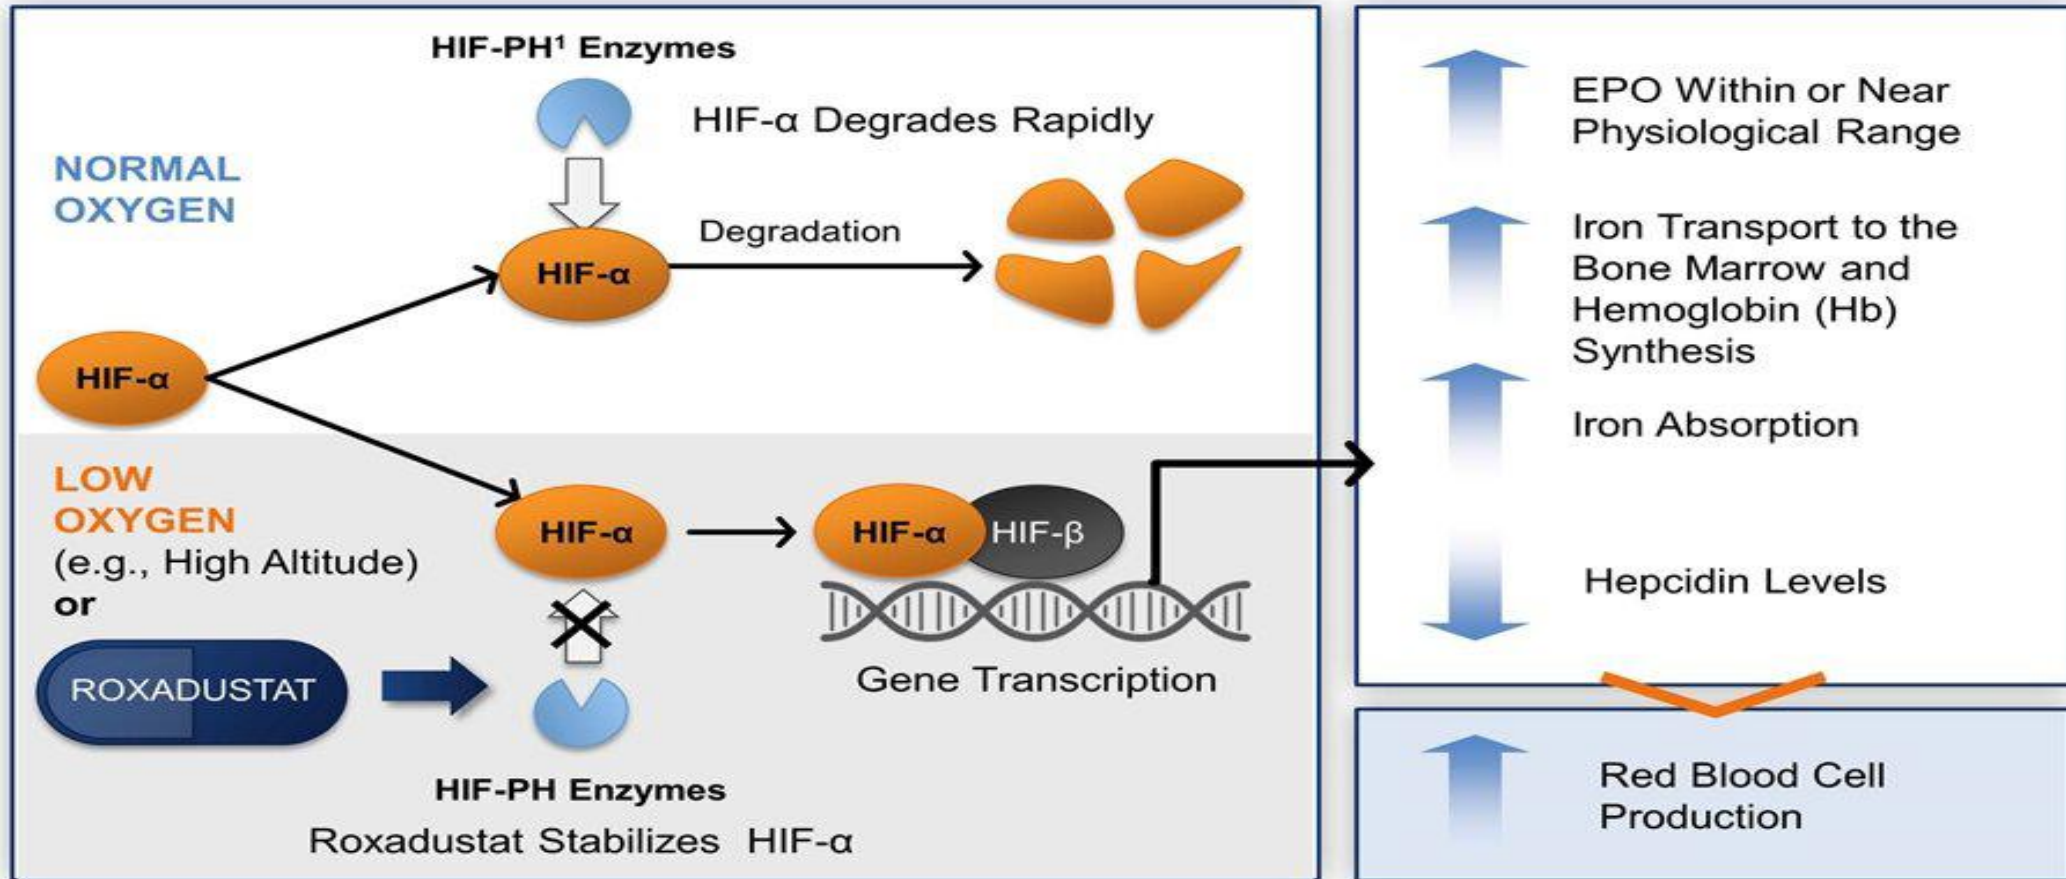 HIF-PH¹ Enzymes
HIF-α Degrades Rapidly
NORMAL
OXYGEN
Degradation
HIF-α
HIF-α
LOW
OXYGEN
(e.g., High Altitude)
or
ROXADUSTAT
HIF-α
HIF-α
HIF-β
Gene Transcription
HIF-PH Enzymes
Roxadustat Stabilizes HIF-α
EPO Within or Near
Physiological Range
Iron Transport to the
Bone Marrow and
Hemoglobin (Hb)
Synthesis
Iron Absorption
Hepcidin Levels
Red Blood Cell
Production